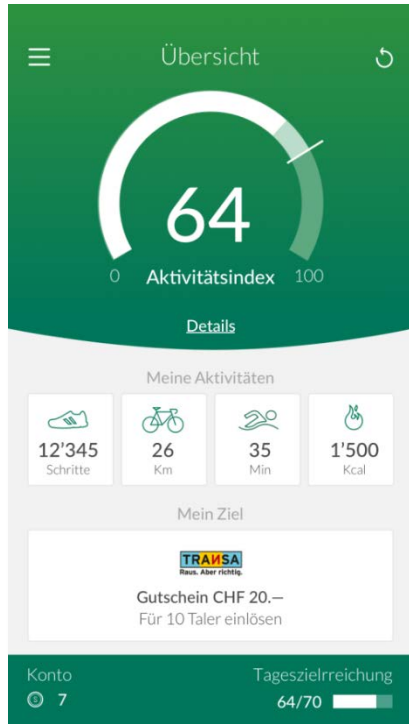 Übersicht
64
0 Aktivitätsindex 100
Details
Meine Aktivitäten
12'345 26 35 1'500
Schritte Km Min Kcal
Mein Ziel
TRANSA
Raus. Aber richtig.
Gutschein CHF 20.—
Für 10 Taler einlösen
Konto Tageszielrreichung
7 64/70